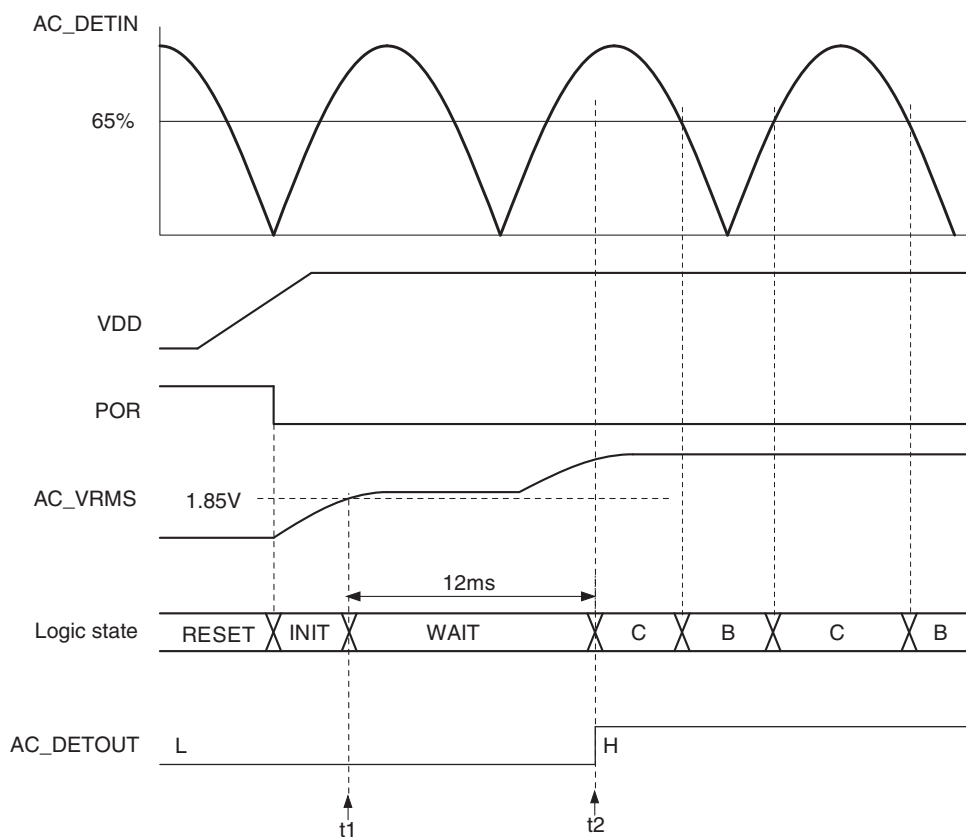 AC_DETIN
65%
VDD
POR
AC_VRMS
1.85V
12ms
Logic state
RESET
INIT
WAIT
C
B
C
B
AC_DETOUT
L
H
t1
t2